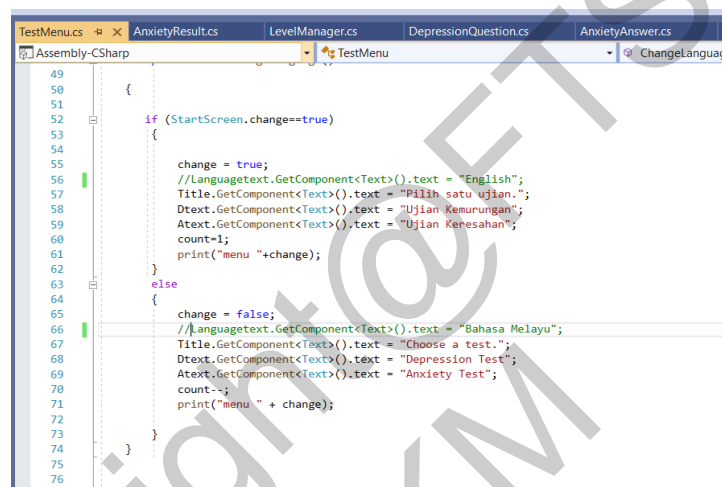 TestMenu.cs AnxietyResult.cs LevelManager.cs DepressionQuestion.cs AnxietyAnswer.cs
Assembly-CSharp TestMenu ChangeLanguag
49
50 {
51
52 if (StartScreen.change==true)
53 {
54
55 change = true;
56 //Languagetext.GetComponent<Text>().text = "English";
57 Title.GetComponent<Text>().text = "Pilih satu ujian.";
58 Dtext.GetComponent<Text>().text = "Ujian Kemurungan";
59 Atext.GetComponent<Text>().text = "Ujian Keresahan";
60 count=1;
61 print("menu "+change);
62 }
63 else
64 {
65 change = false;
66 //Languagetext.GetComponent<Text>().text = "Bahasa Melayu";
67 Title.GetComponent<Text>().text = "Choose a test.";
68 Dtext.GetComponent<Text>().text = "Depression Test";
69 Atext.GetComponent<Text>().text = "Anxiety Test";
70 count--;
71 print("menu " + change);
72
73 }
74 }
75
76